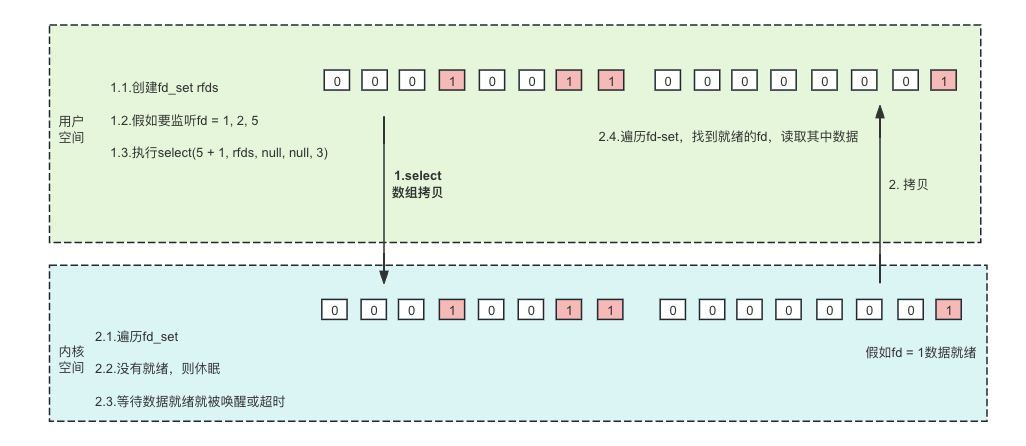 0 0 0 1 0 0 1 1 0 0 0 0 0 0 0 1
1.1.创建fd_set rfds
用户
空间
1.2.假如要监听fd = 1, 2, 5
1.3.执行select(5 + 1, rfds, null, null, 3)
2.4.遍历fd-set，找到就绪的fd，读取其中数据
1.select
数组拷贝
2. 拷贝
0 0 0 1 0 0 1 1 0 0 0 0 0 0 0 1
内核
空间
2.1.遍历fd_set
2.2.没有就绪，则休眠
2.3.等待数据就绪就被唤醒或超时
假如fd = 1数据就绪